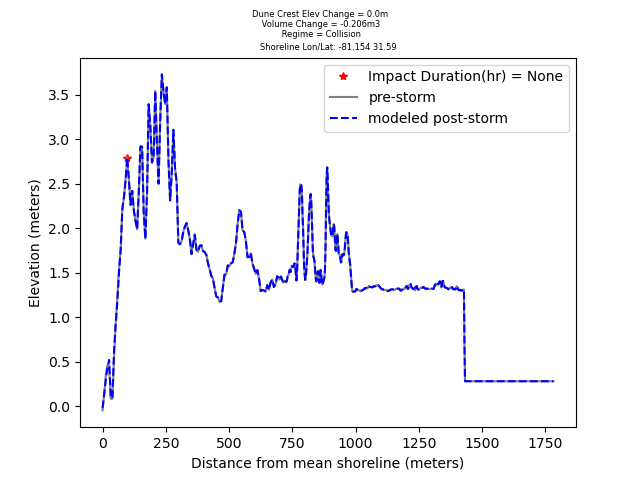 Dune Crest Elev Change = 0.0m
Volume Change = -0.206m3
Regime = Collision
Shoreline Lon/Lat: -81.154 31.59
Impact Duration(hr) = None
pre-storm
modeled post-storm
Elevation (meters)
3.5
3.0
2.5
2.0
1.5
1.0
0.5
0.0
0 250 500 750 1000 1250 1500 1750
Distance from mean shoreline (meters)